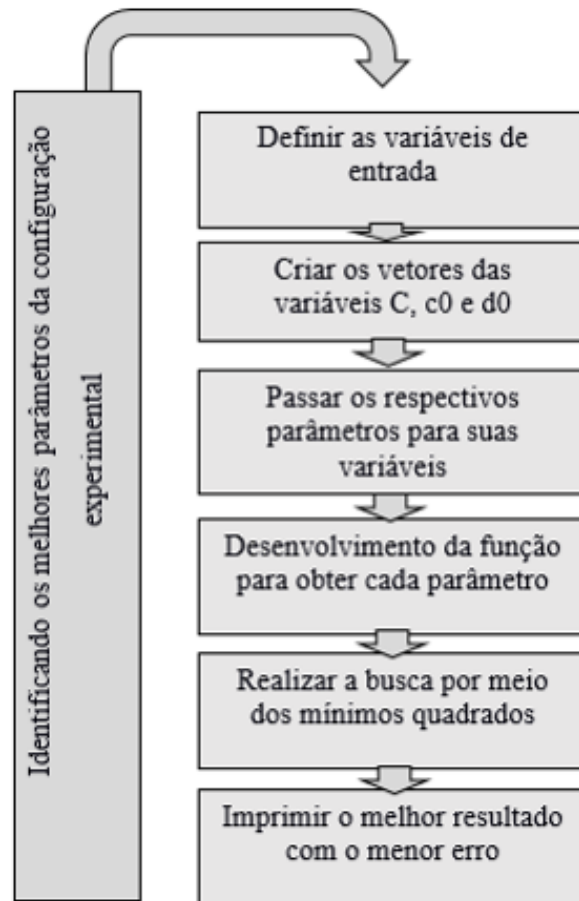 Identificando os melhores parâmetros da configuração
experimental
Definir as variáveis de
entrada
Criar os vetores das
variáveis C, c0 e d0
Passar os respectivos
parâmetros para suas
variáveis
Desenvolvimento da função
para obter cada parâmetro
Realizar a busca por meio
dos mínimos quadrados
Imprimir o melhor resultado
com o menor erro